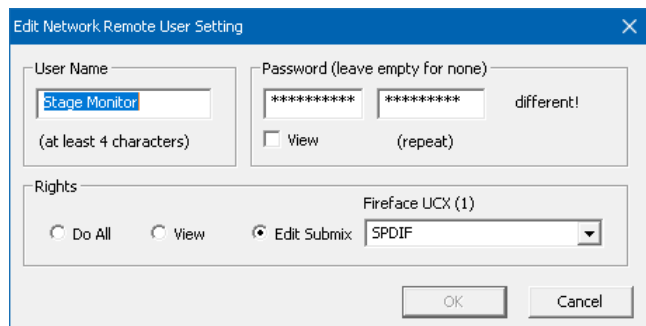 Edit Network Remote User Setting
User Name
Password (leave empty for none)
Stage Monitor
********** ********* different!
(at least 4 characters)
View
(repeat)
Rights
Fireface UCX (1)
Do All
View
Edit Submix
SPDIF
OK
Cancel